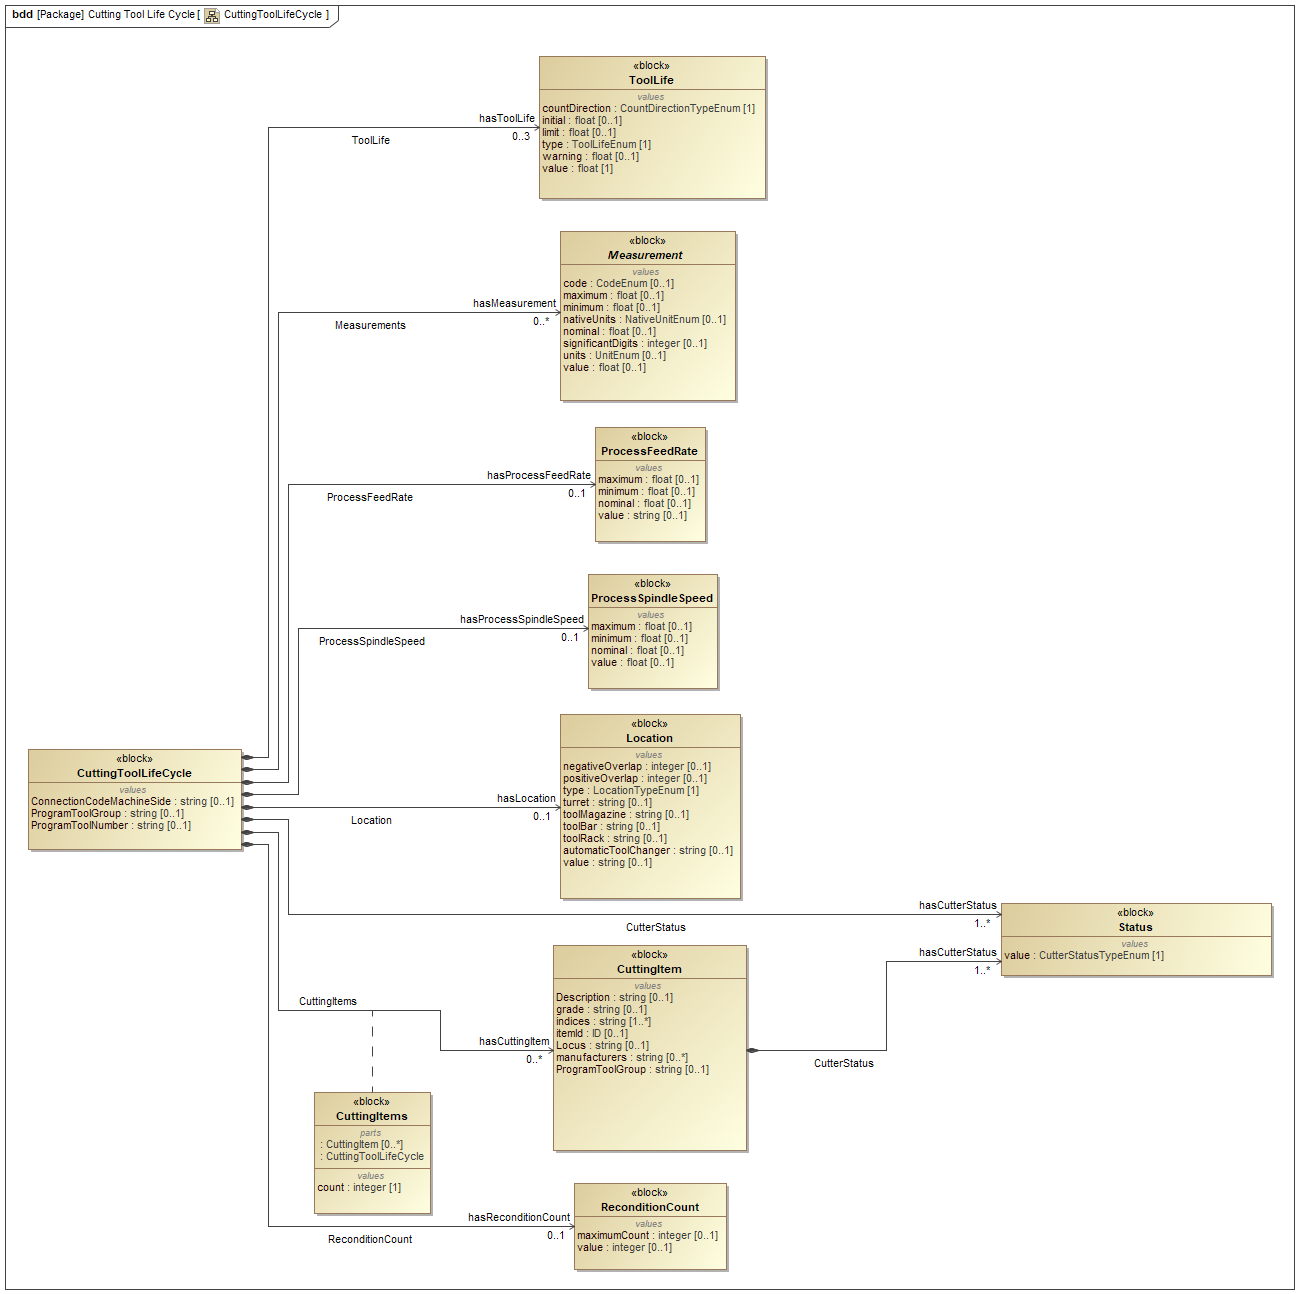 bdd [Package] Cutting Tool Life Cycle [ CuttingToolLifeCycle ]
«block»
ToolLife
values
countDirection : CountDirectionTypeEnum [1]
initial : float [0..1]
limit : float [0..1]
type : ToolLifeEnum [1]
warning : float [0..1]
value : float [1]
hasToolLife
0..3
ToolLife
«block»
Measurement
values
code : CodeEnum [0..1]
maximum : float [0..1]
minimum : float [0..1]
nativeUnits : NativeUnitEnum [0..1]
nominal : float [0..1]
significantDigits : integer [0..1]
units : UnitEnum [0..1]
value : float [0..1]
hasMeasurement
0..*
Measurements
«block»
ProcessFeedRate
values
maximum : float [0..1]
minimum : float [0..1]
nominal : float [0..1]
value : string [0..1]
hasProcessFeedRate
0..1
ProcessFeedRate
«block»
ProcessSpindleSpeed
values
maximum : float [0..1]
minimum : float [0..1]
nominal : float [0..1]
value : float [0..1]
hasProcessSpindleSpeed
0..1
ProcessSpindleSpeed
«block»
Location
values
negativeOverlap : integer [0..1]
positiveOverlap : integer [0..1]
type : LocationTypeEnum [1]
turret : string [0..1]
toolMagazine : string [0..1]
toolBar : string [0..1]
toolRack : string [0..1]
automaticToolChanger : string [0..1]
value : string [0..1]
hasLocation
0..1
Location
«block»
CuttingToolLifeCycle
values
ConnectionCodeMachineSide : string [0..1]
ProgramToolGroup : string [0..1]
ProgramToolNumber : string [0..1]
hasCutterStatus
1..*
CutterStatus
«block»
Status
values
value : CutterStatusTypeEnum [1]
hasCutterStatus
1..*
CutterStatus
«block»
CuttingItem
values
Description : string [0..1]
grade : string [0..1]
indices : string [1..*]
itemId : ID [0..1]
Locus : string [0..1]
manufacturers : string [0..*]
ProgramToolGroup : string [0..1]
CuttingItems
hasCuttingItem
0..*
«block»
CuttingItems
parts
: CuttingItem [0..*]
: CuttingToolLifeCycle
values
count : integer [1]
«block»
ReconditionCount
values
maximumCount : integer [0..1]
value : integer [0..1]
hasReconditionCount
0..1
ReconditionCount